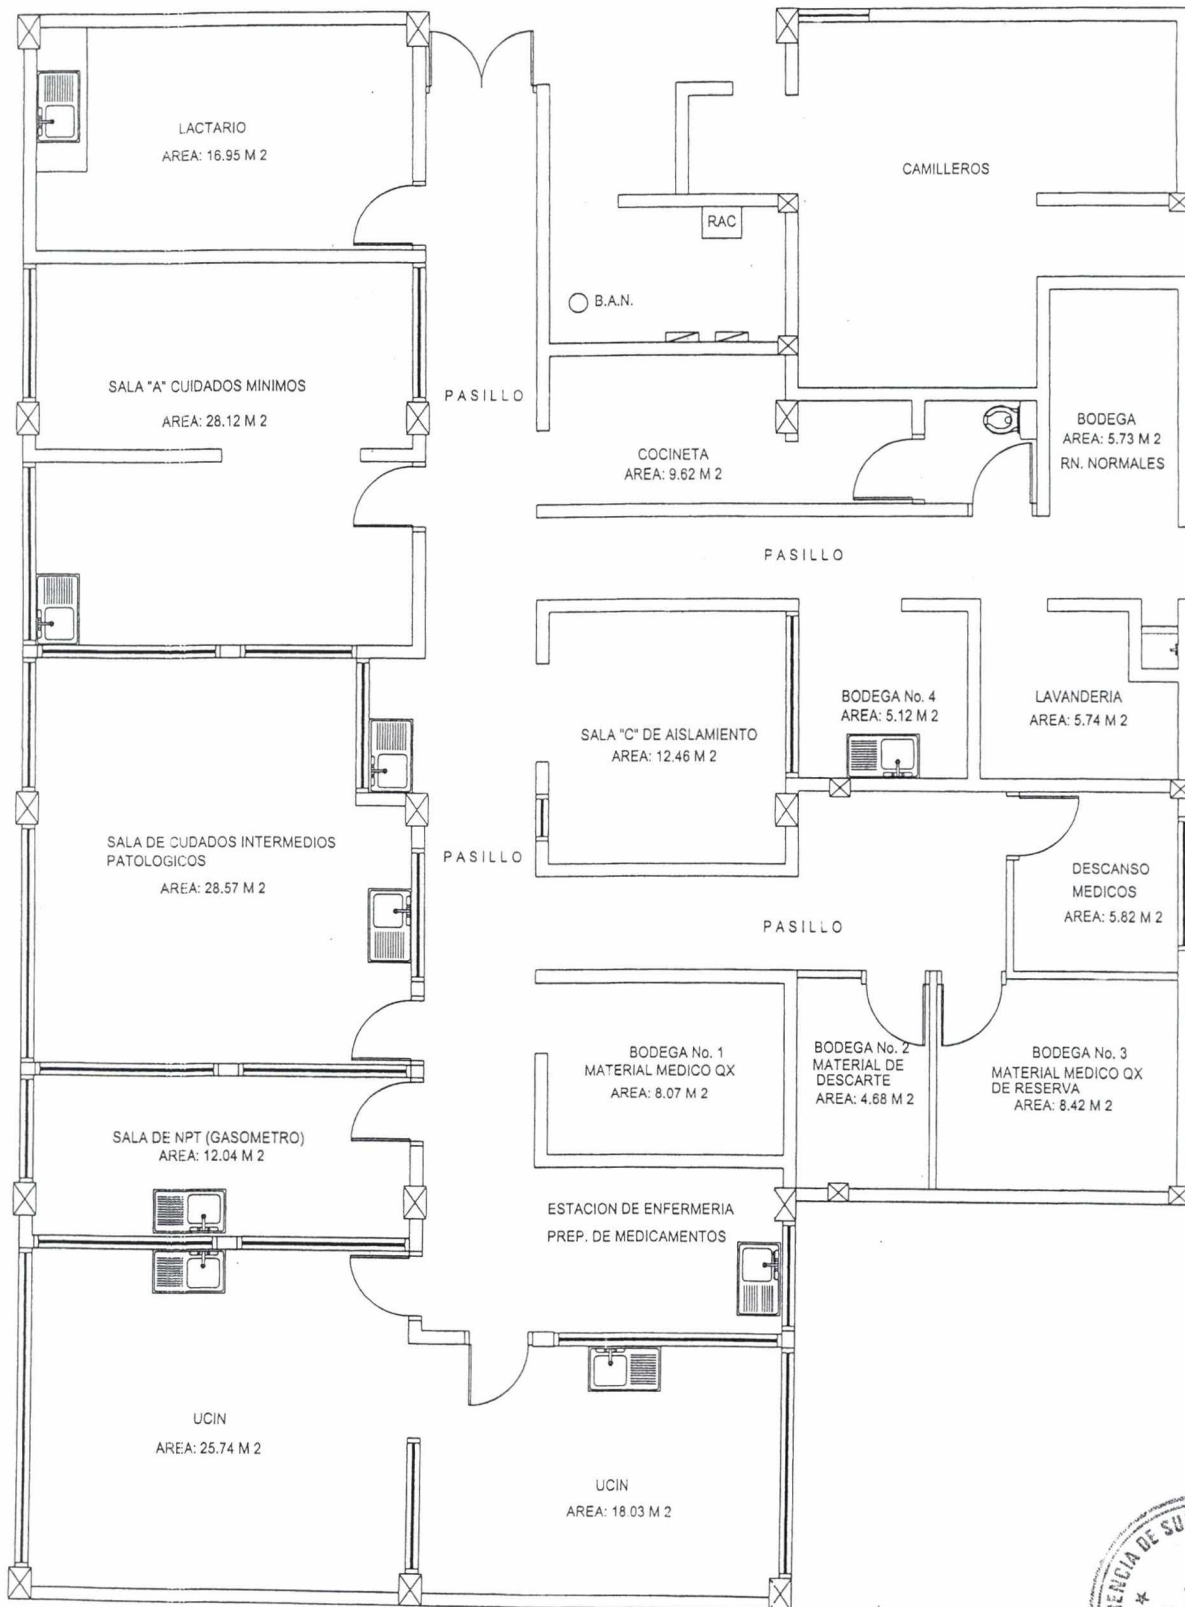 LACTARIO
AREA: 16.95 M 2
CAMILLEROS
RAC
B.A.N.
SALA "A" CUIDADOS MINIMOS
AREA: 28.12 M 2
PASILLO
COCINETA
AREA: 9.62 M 2
BODEGA
AREA: 5.73 M 2
RN. NORMALES
PASILLO
SALA "C" DE AISLAMIENTO
AREA: 12.46 M 2
BODEGA No. 4
AREA: 5.12 M 2
LAVANDERIA
AREA: 5.74 M 2
SALA DE CUDADOS INTERMEDIOS
PATOLOGICOS
AREA: 28.57 M 2
PASILLO
DESCANSO
MEDICOS
AREA: 5.82 M 2
PASILLO
BODEGA No. 1
MATERIAL MEDICO QX
AREA: 8.07 M 2
BODEGA No. 2
MATERIAL DE
DESCARTE
AREA: 4.68 M 2
BODEGA No. 3
MATERIAL MEDICO QX
DE RESERVA
AREA: 8.42 M 2
SALA DE NPT (GASOMETRO)
AREA: 12.04 M 2
ESTACION DE ENFERMERIA
PREP. DE MEDICAMENTOS
UCIN
AREA: 25.74 M 2
UCIN
AREA: 18.03 M 2
DE